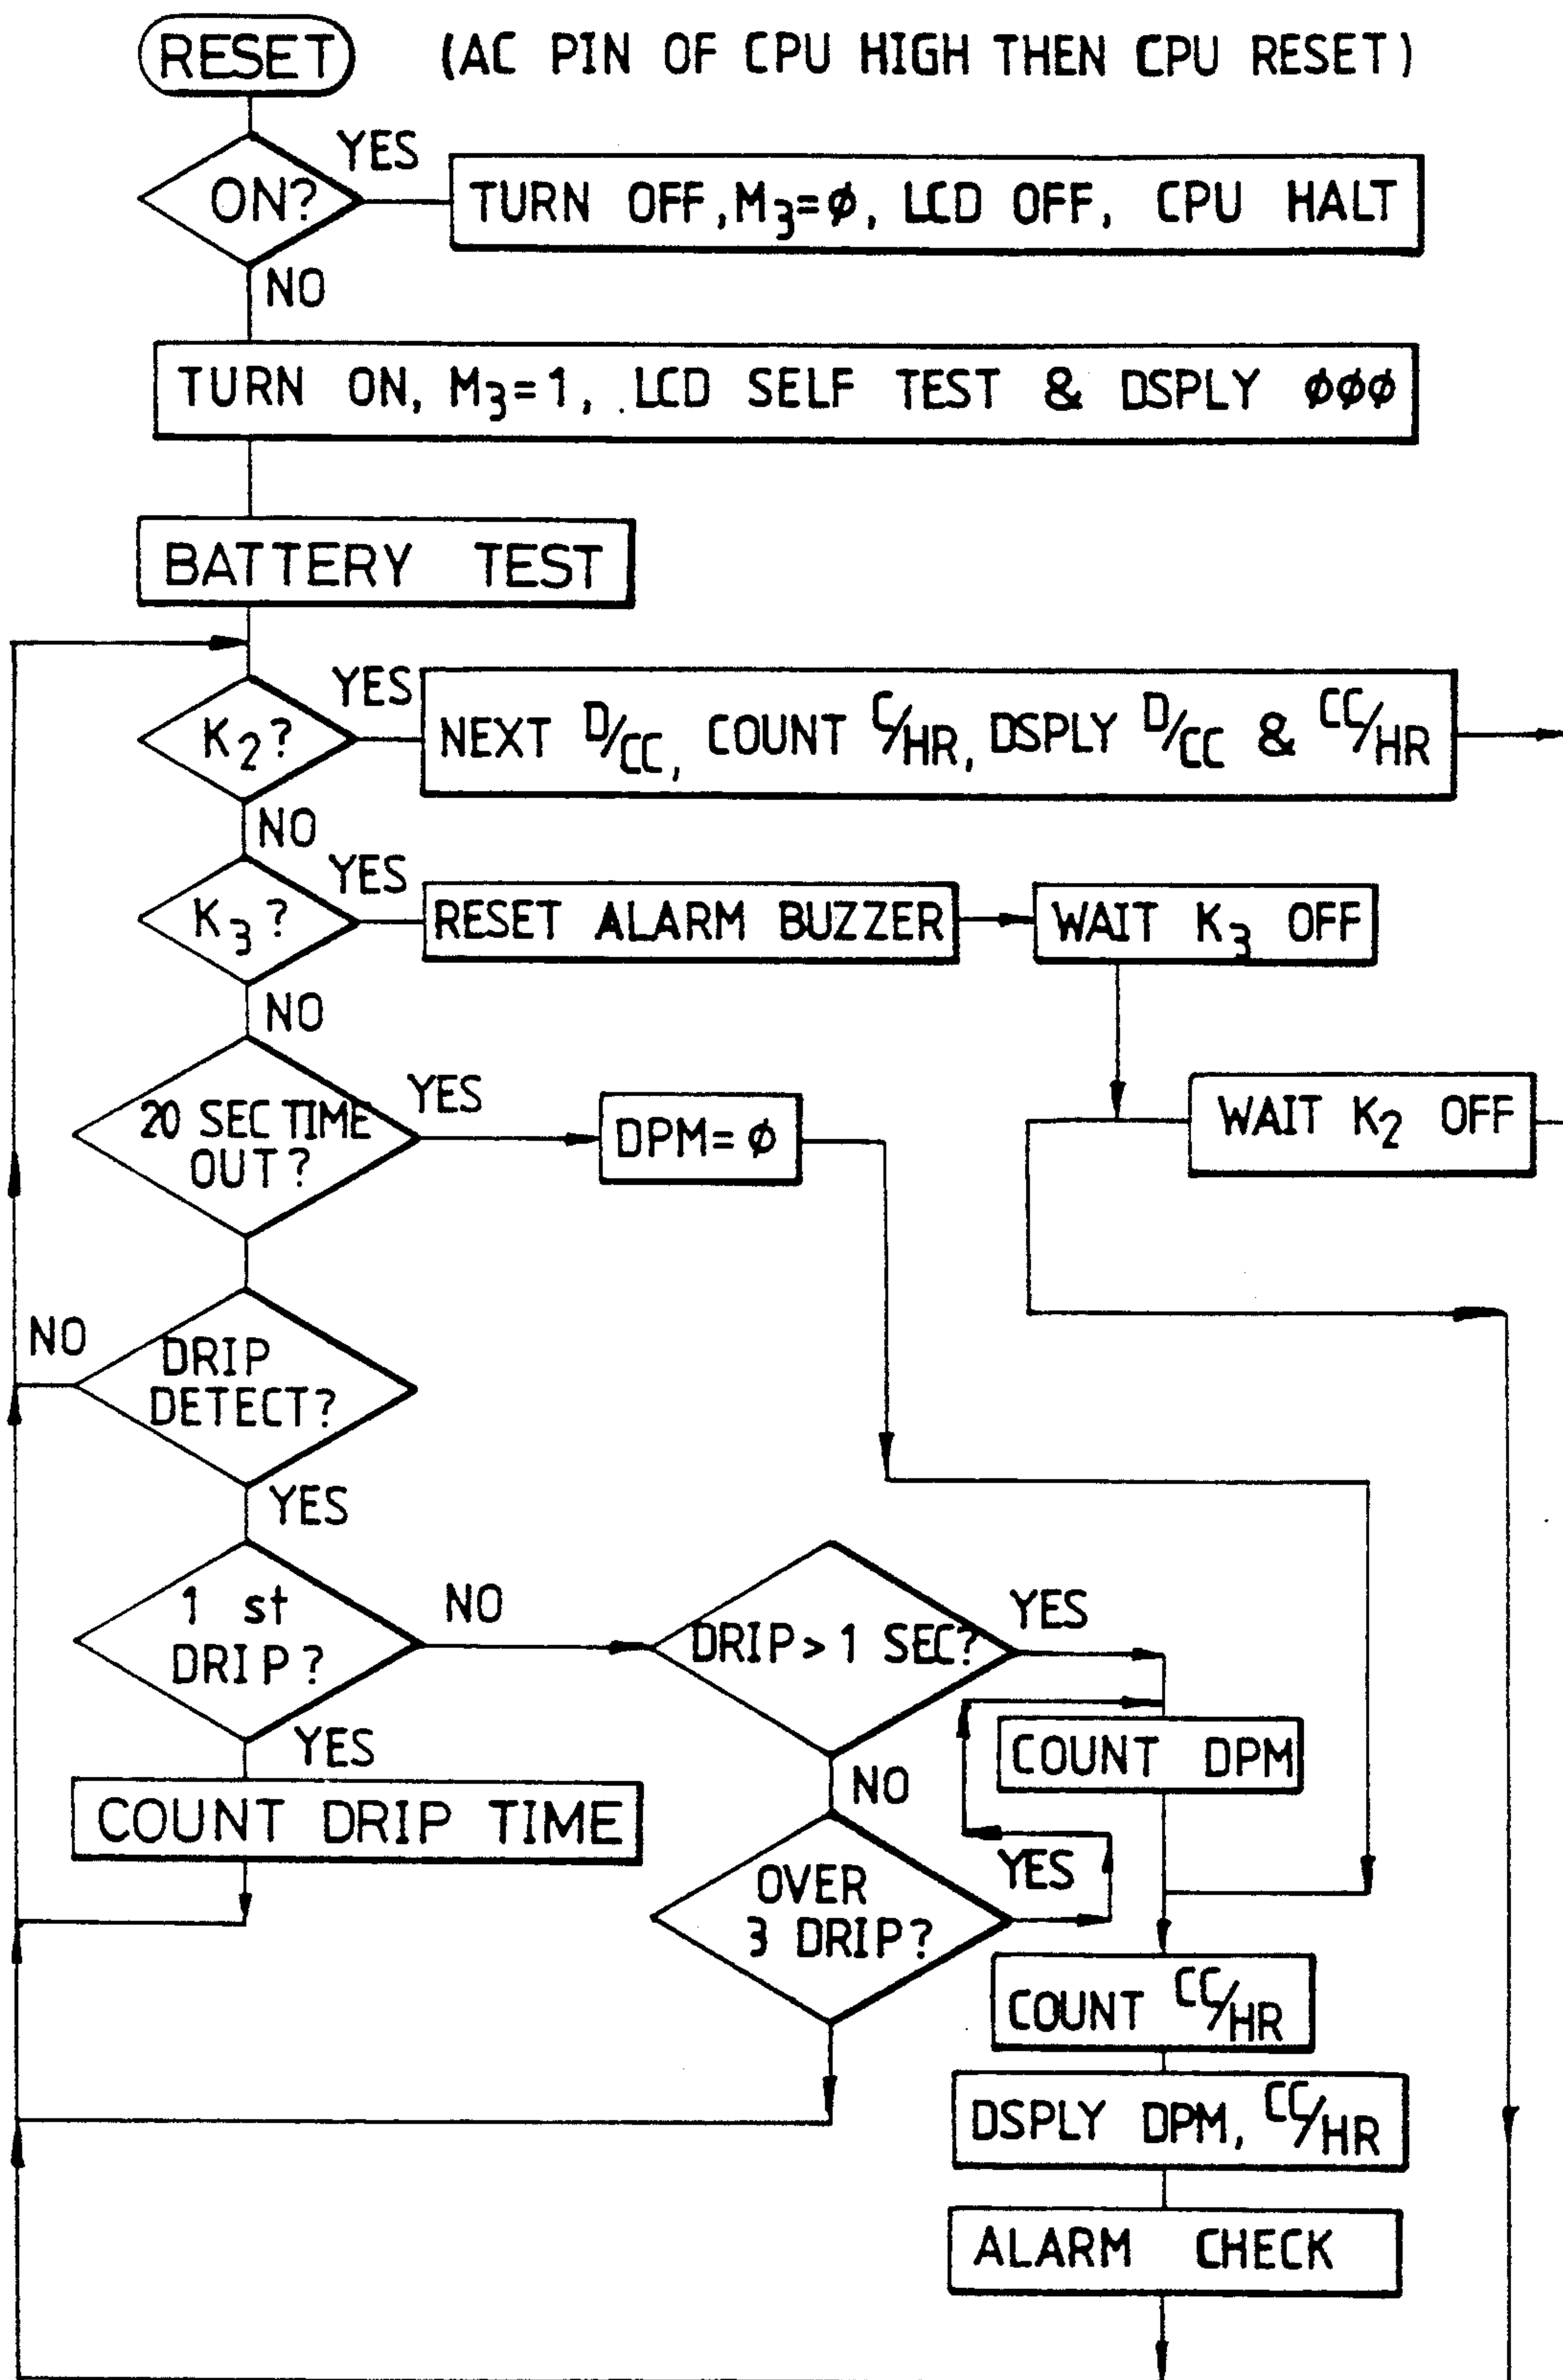 RESET (AC PIN OF CPU HIGH THEN CPU RESET)
YES
ON?
TURN OFF, M3=Ø, LCD OFF, CPU HALT
NO
TURN ON, M3=1, LCD SELF TEST & DSPLY ØØØ
BATTERY TEST
YES
K2?
NEXT D/CC, COUNT C/HR, DSPLY D/CC & CC/HR
NO
YES
K3?
RESET ALARM BUZZER
WAIT K3 OFF
NO
YES
20 SEC TIME
OUT?
DPM=Ø
WAIT K2 OFF
NO
DRIP
DETECT?
YES
1 st
DRIP?
NO
DRIP>1 SEC?
YES
YES
COUNT DPM
NO
COUNT DRIP TIME
YES
OVER
3 DRIP?
COUNT CC/HR
DSPLY DPM, CC/HR
ALARM CHECK